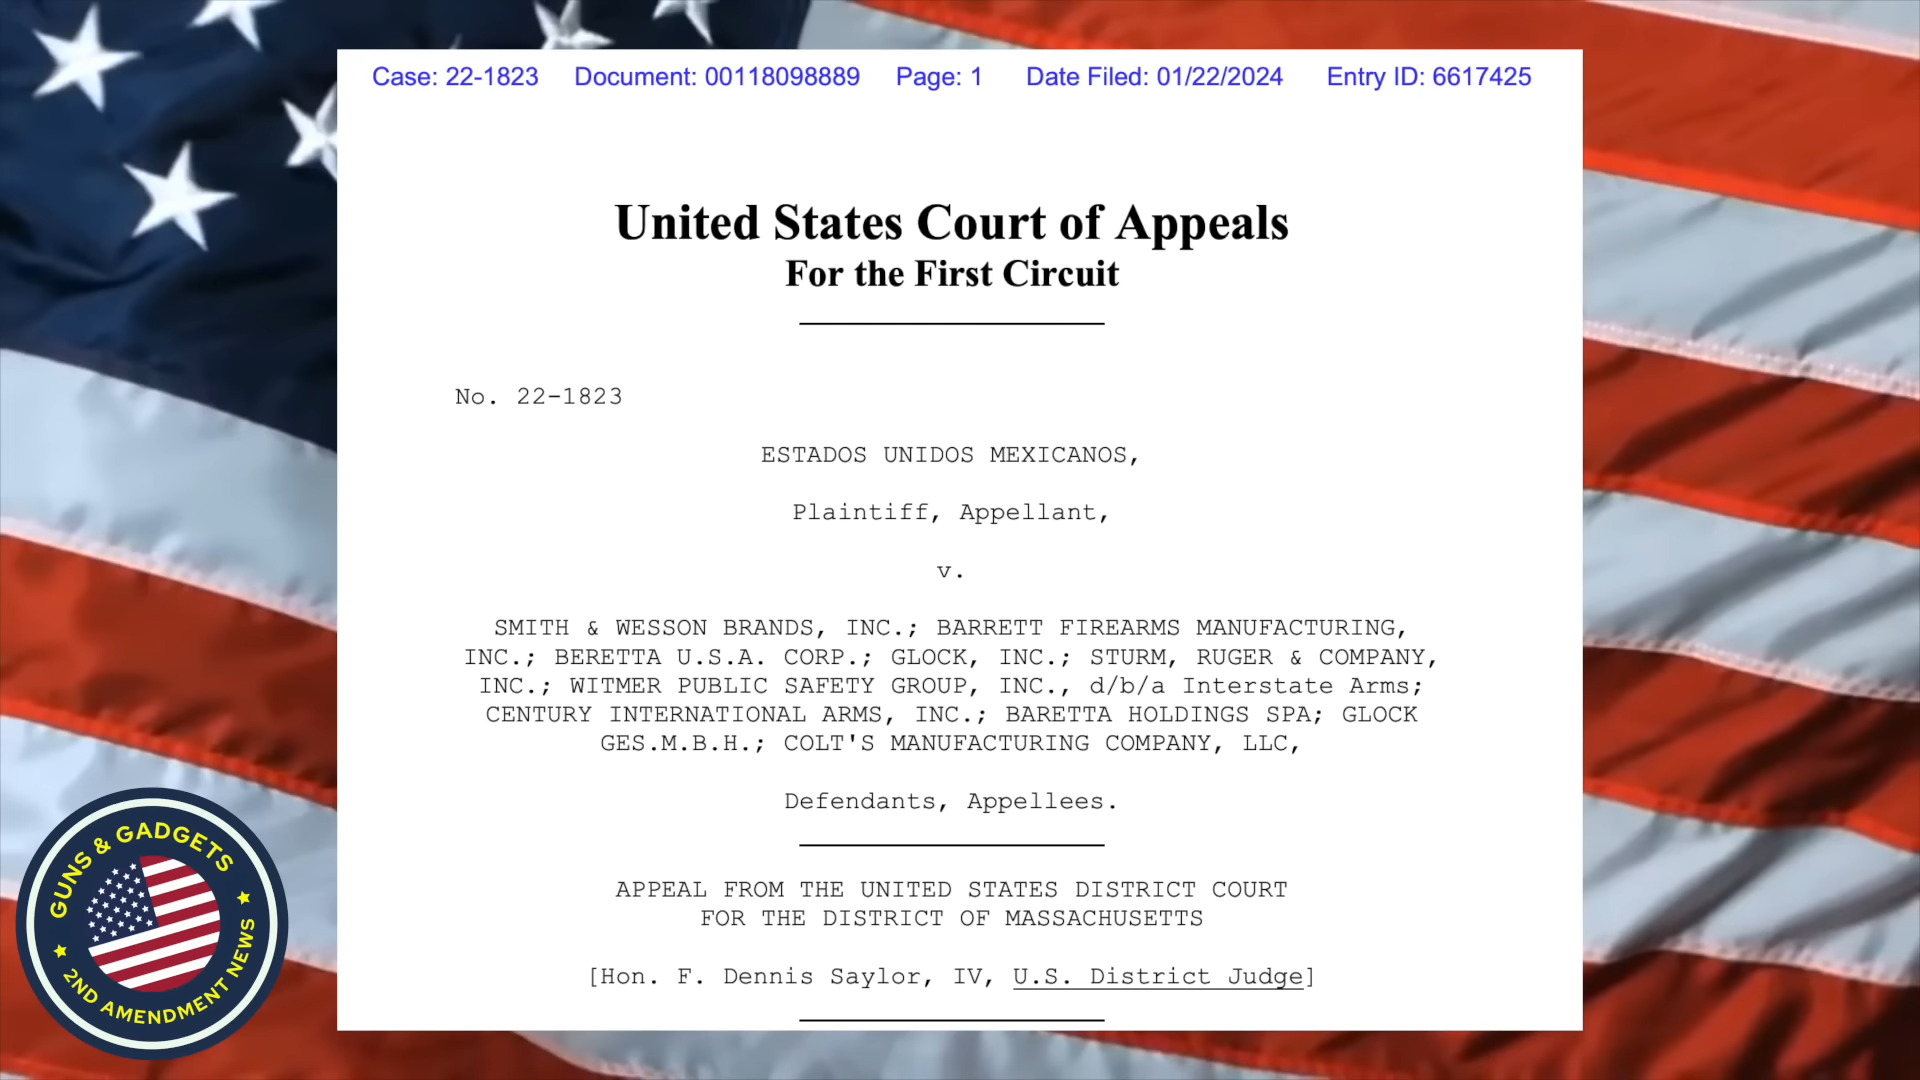 Case: 22-1823 Document: 00118098889 Page: 1 Date Filed: 01/22/2024 Entry ID: 6617425
United States Court of Appeals
For the First Circuit
No. 22-1823
ESTADOS UNIDOS MEXICANOS,
Plaintiff, Appellant,
v.
SMITH & WESSON BRANDS, INC.; BARRETT FIREARMS MANUFACTURING,
INC.; BERETTA U.S.A. CORP.; GLOCK, INC.; STURM, RUGER & COMPANY,
INC.; WITMER PUBLIC SAFETY GROUP, INC., d/b/a Interstate Arms;
CENTURY INTERNATIONAL ARMS, INC.; BARETTA HOLDINGS SPA; GLOCK
GES.M.B.H.; COLT'S MANUFACTURING COMPANY, LLC,
Defendants, Appellees.
APPEAL FROM THE UNITED STATES DISTRICT COURT
FOR THE DISTRICT OF MASSACHUSETTS
[Hon. F. Dennis Saylor, IV, U.S. District Judge]
GUNS & GADGETS
2ND AMENDMENT NEWS